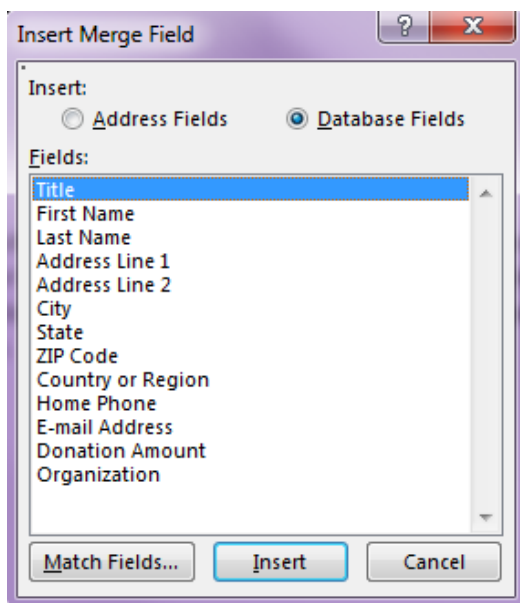 Insert Merge Field
?
X
Insert:
Address Fields Database Fields
Fields:
Title
First Name
Last Name
Address Line 1
Address Line 2
City
State
ZIP Code
Country or Region
Home Phone
E-mail Address
Donation Amount
Organization
Match Fields... Insert Cancel